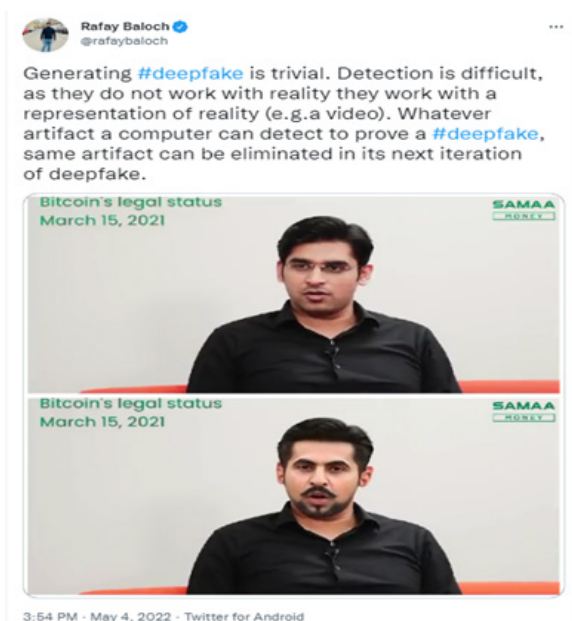 Rafay Baloch
@rafaybaloch
Generating #deepfake is trivial. Detection is difficult,
as they do not work with reality they work with a
representation of reality (e.g.a video). Whatever
artifact a computer can detect to prove a #deepfake,
same artifact can be eliminated in its next iteration
of deepfake.
Bitcoin's legal status
March 15, 2021
SAMAA
MONEY
Bitcoin's legal status
March 15, 2021
SAMAA
MONEY
3:54 PM · May 4, 2022 · Twitter for Android